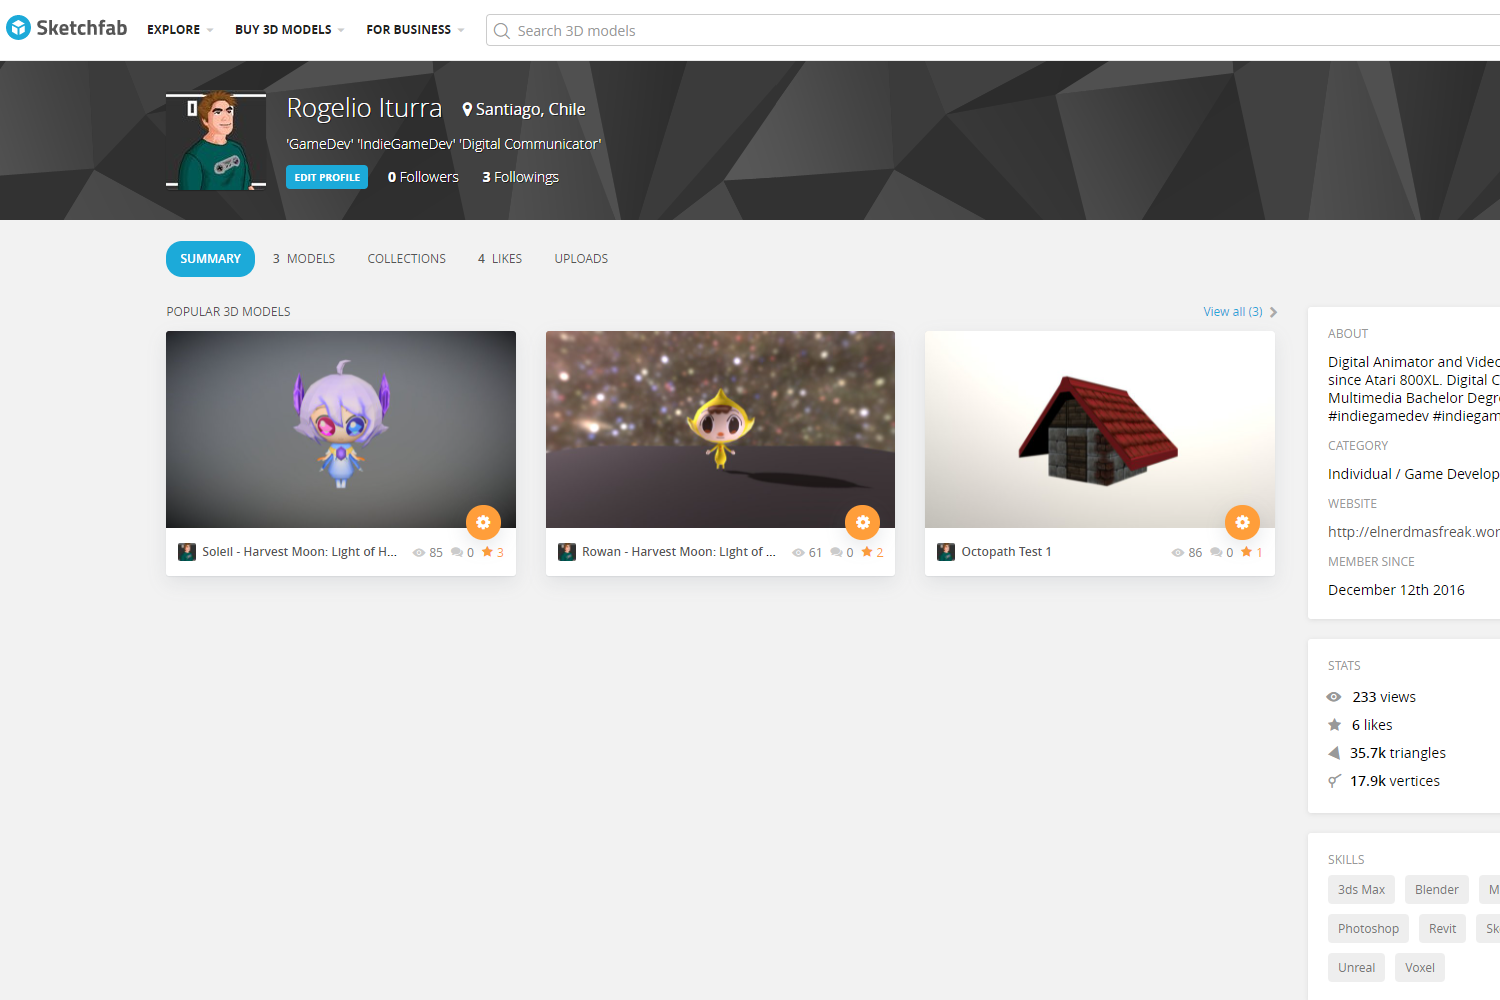 Sketchfab
EXPLORE
BUY 3D MODELS
FOR BUSINESS
Search 3D models
Rogelio Iturra
Santiago, Chile
'GameDev' 'IndieGameDev' 'Digital Communicator'
EDIT PROFILE
0 Followers
3 Followings
SUMMARY
3 MODELS
COLLECTIONS
4 LIKES
UPLOADS
POPULAR 3D MODELS
View all (3)
Soleil - Harvest Moon: Light of H...
85
0
3
Rowan - Harvest Moon: Light of ...
61
0
2
Octopath Test 1
86
0
1
ABOUT
Digital Animator and Video
since Atari 800XL. Digital C
Multimedia Bachelor Degr
#indiegamedev #indiegam
CATEGORY
Individual / Game Develop
WEBSITE
http://elnerdmasfreak.wor
MEMBER SINCE
December 12th 2016
STATS
233 views
6 likes
35.7k triangles
17.9k vertices
SKILLS
3ds Max
Blender
M
Photoshop
Revit
Sk
Unreal
Voxel